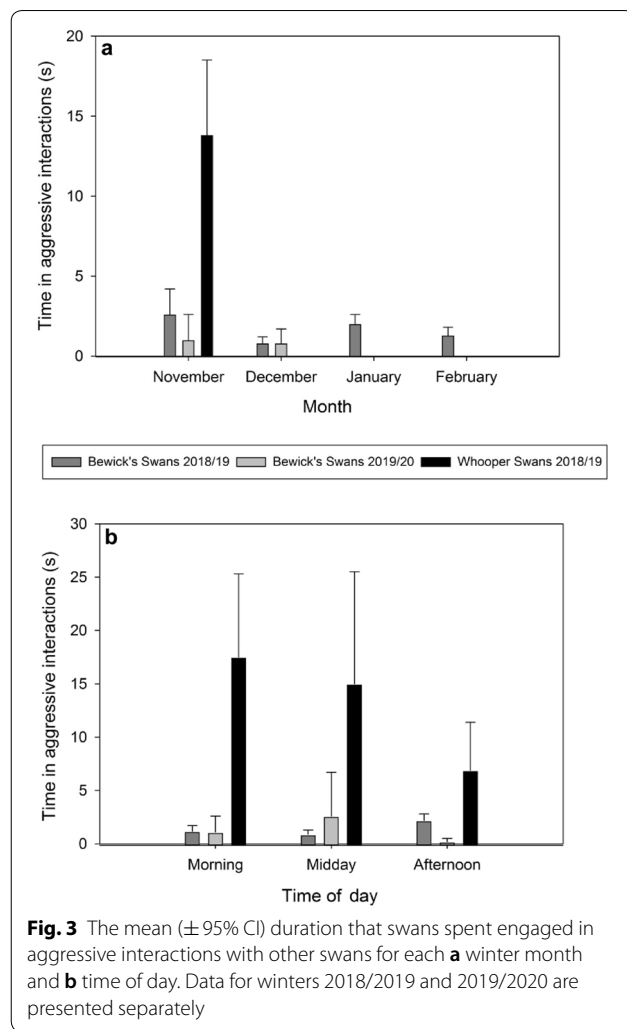 a
20
15
10
5
0
Time in aggressive interactions (s)
November December January February
Month
Bewick's Swans 2018/19 Bewick's Swans 2019/20 Whooper Swans 2018/19
b
30
25
20
15
10
5
0
Time in aggressive interactions (s)
Morning Midday Afternoon
Time of day
Fig. 3 The mean (± 95% CI) duration that swans spent engaged in
aggressive interactions with other swans for each a winter month
and b time of day. Data for winters 2018/2019 and 2019/2020 are
presented separately